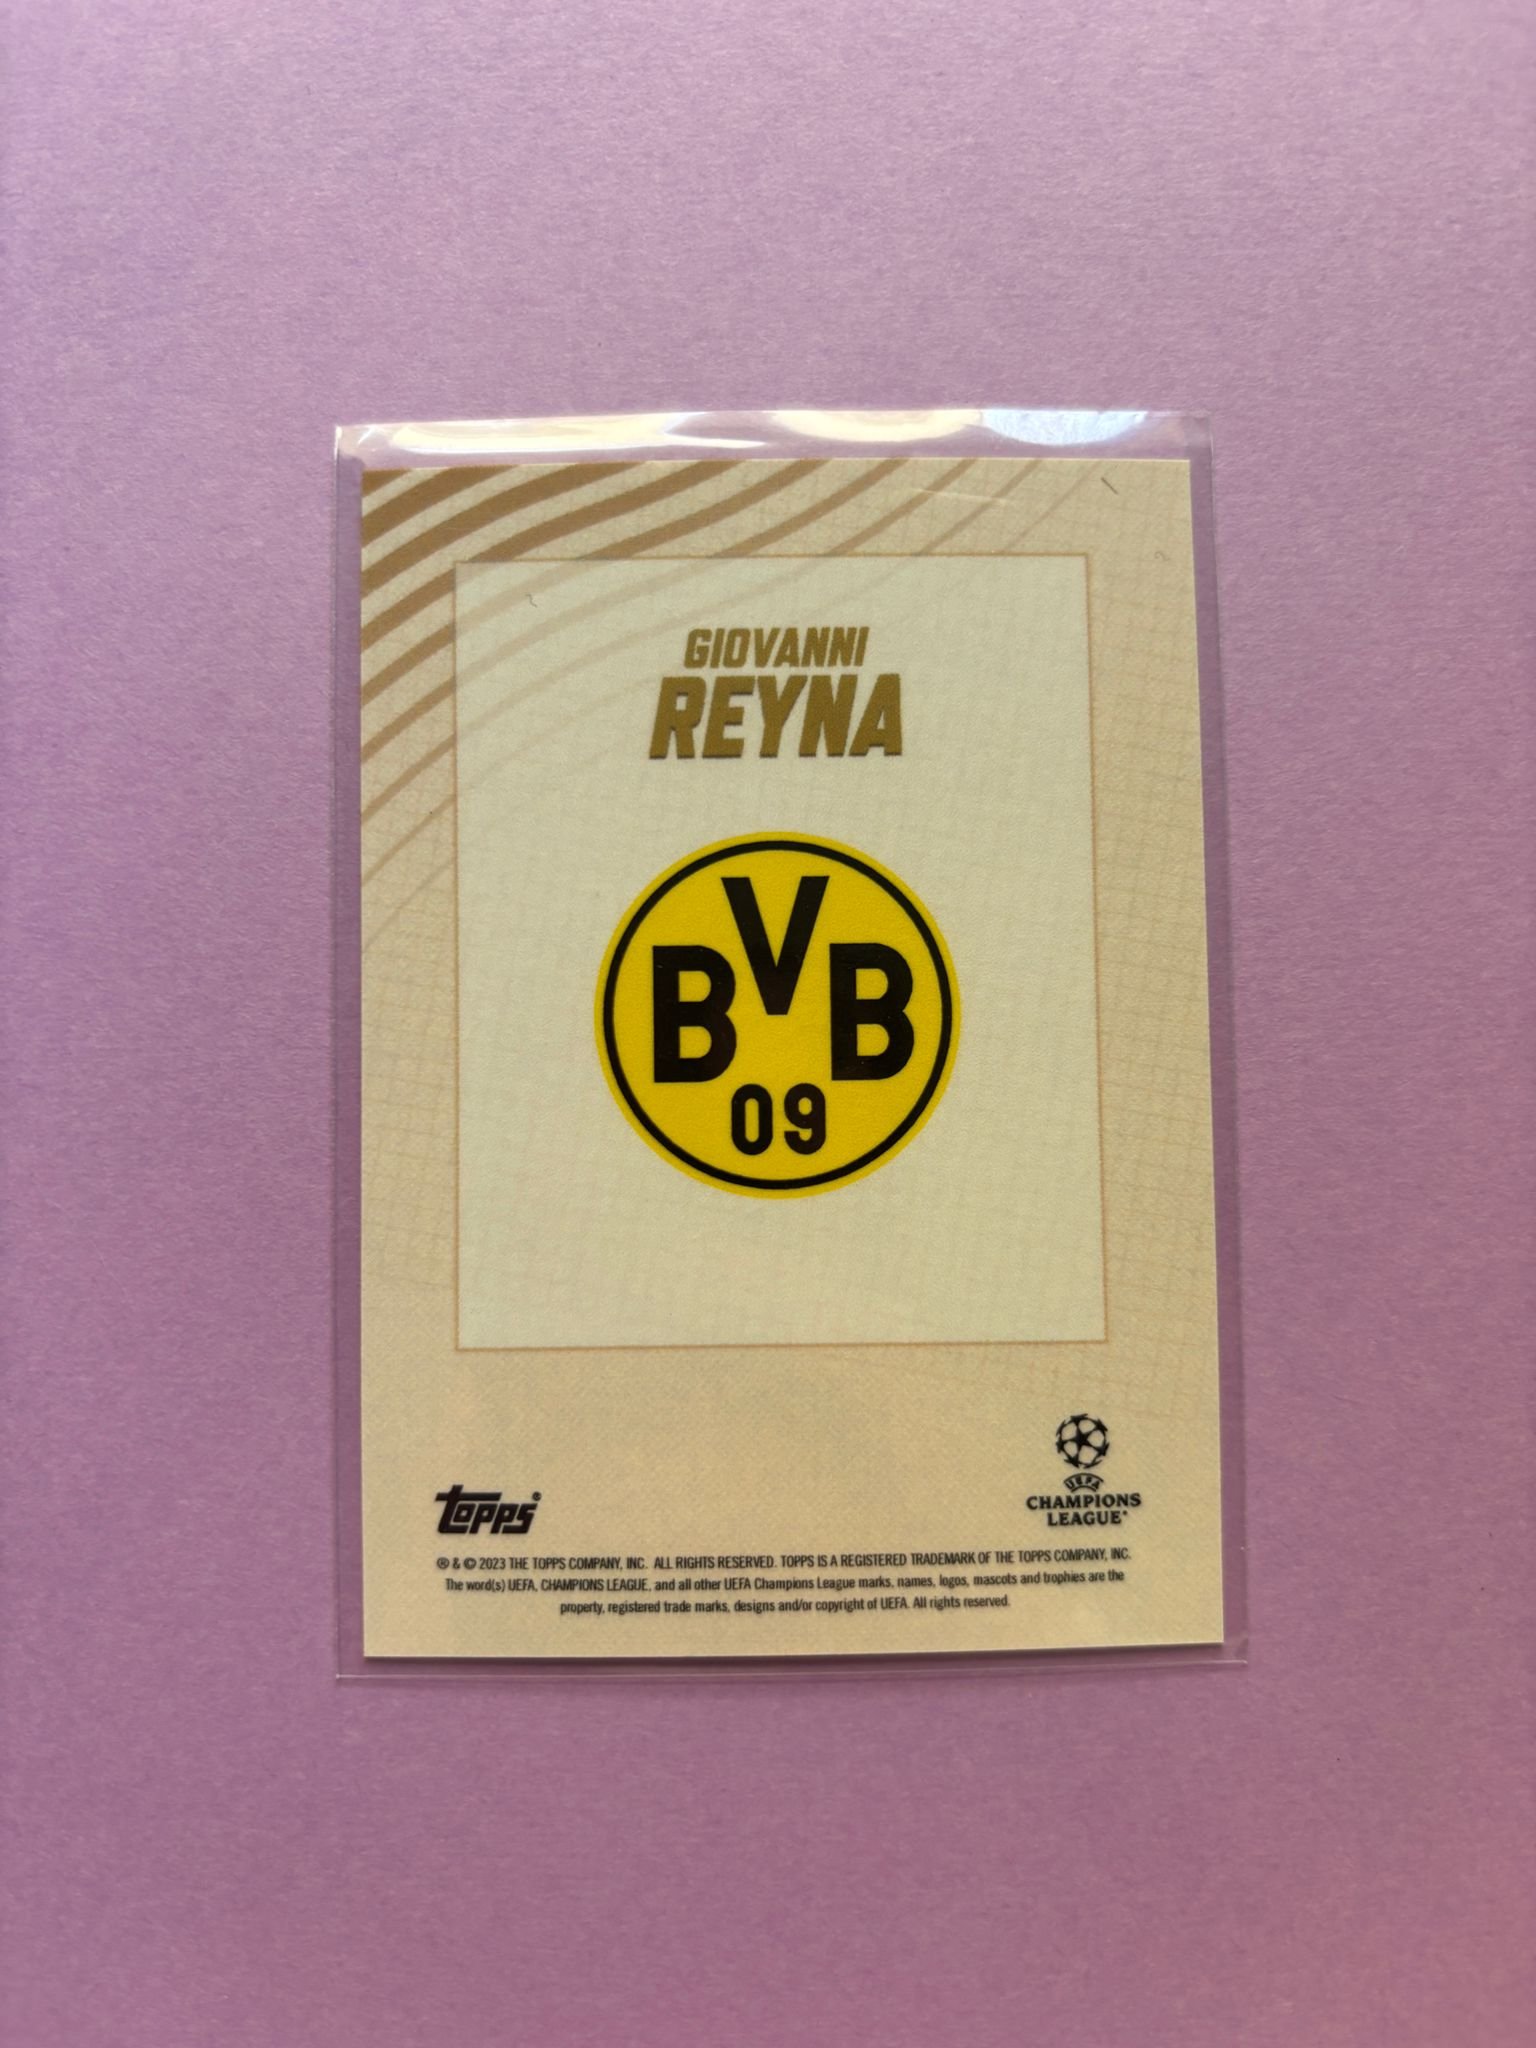 GIOVANNI
REYNA
BVB
09
topps®
UEFA
CHAMPIONS
LEAGUE®
® & © 2023 THE TOPPS COMPANY, INC. ALL RIGHTS RESERVED. TOPPS IS A REGISTERED TRADEMARK OF THE TOPPS COMPANY, INC.
The word(s) UEFA, CHAMPIONS LEAGUE, and all other UEFA Champions League marks, names, logos, mascots and trophies are the
property, registered trade marks, designs and/or copyright of UEFA. All rights reserved.